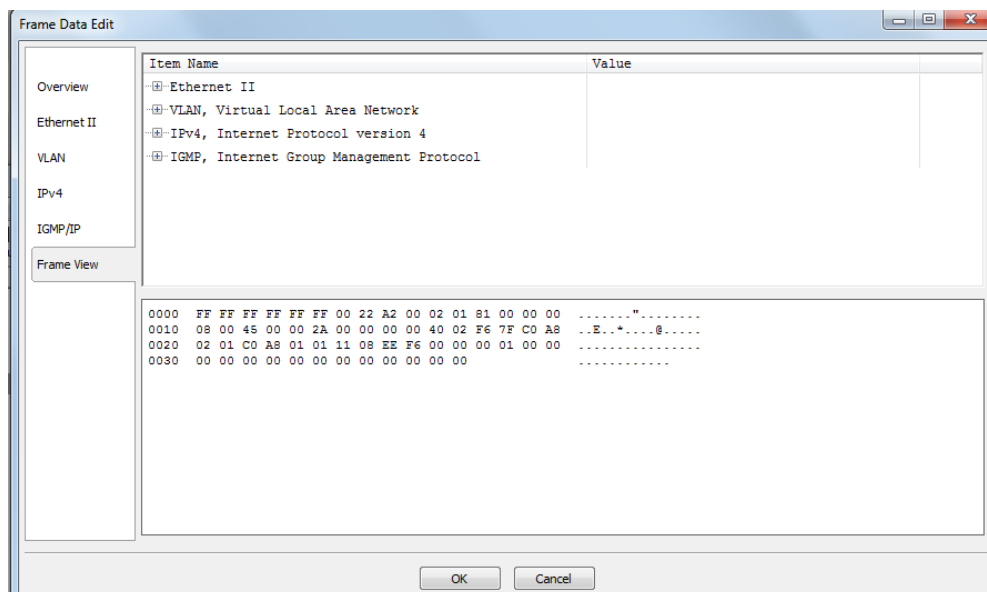 Frame Data Edit
Overview
Ethernet II
VLAN
IPv4
IGMP/IP
Frame View
Item Name Value
Ethernet II
VLAN, Virtual Local Area Network
IPv4, Internet Protocol version 4
IGMP, Internet Group Management Protocol
0000 FF FF FF FF FF FF 00 22 A2 00 02 01 81 00 00 00 ......."........
0010 08 00 45 00 00 2A 00 00 00 00 40 02 F6 7F C0 A8 ..E..*....@.....
0020 02 01 C0 A8 01 01 11 08 EE F6 00 00 00 01 00 00 ................
0030 00 00 00 00 00 00 00 00 00 00 00 00 ............
OK Cancel